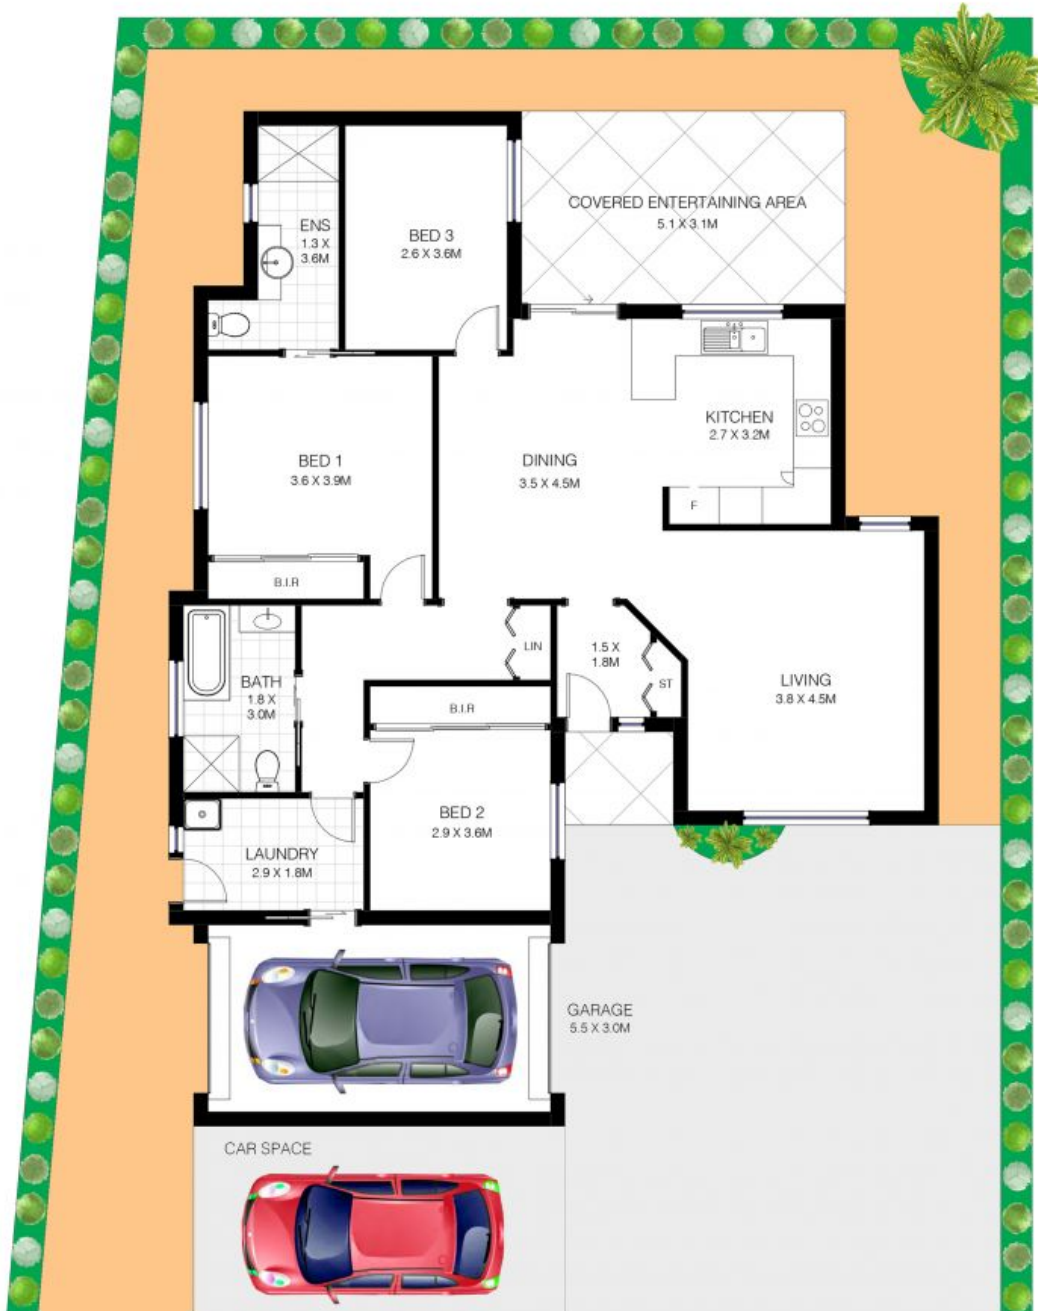 COVERED ENTERTAINING AREA
5.1 X 3.1M
ENS
1.3 X
3.6M
BED 3
2.6 X 3.6M
KITCHEN
2.7 X 3.2M
BED 1
3.6 X 3.9M
DINING
3.5 X 4.5M
F
B.I.R
LIN
1.5 X
1.8M
ST
BATH
1.8 X
3.0M
B.I.R
LIVING
3.8 X 4.5M
BED 2
2.9 X 3.6M
LAUNDRY
2.9 X 1.8M
GARAGE
5.5 X 3.0M
CAR SPACE